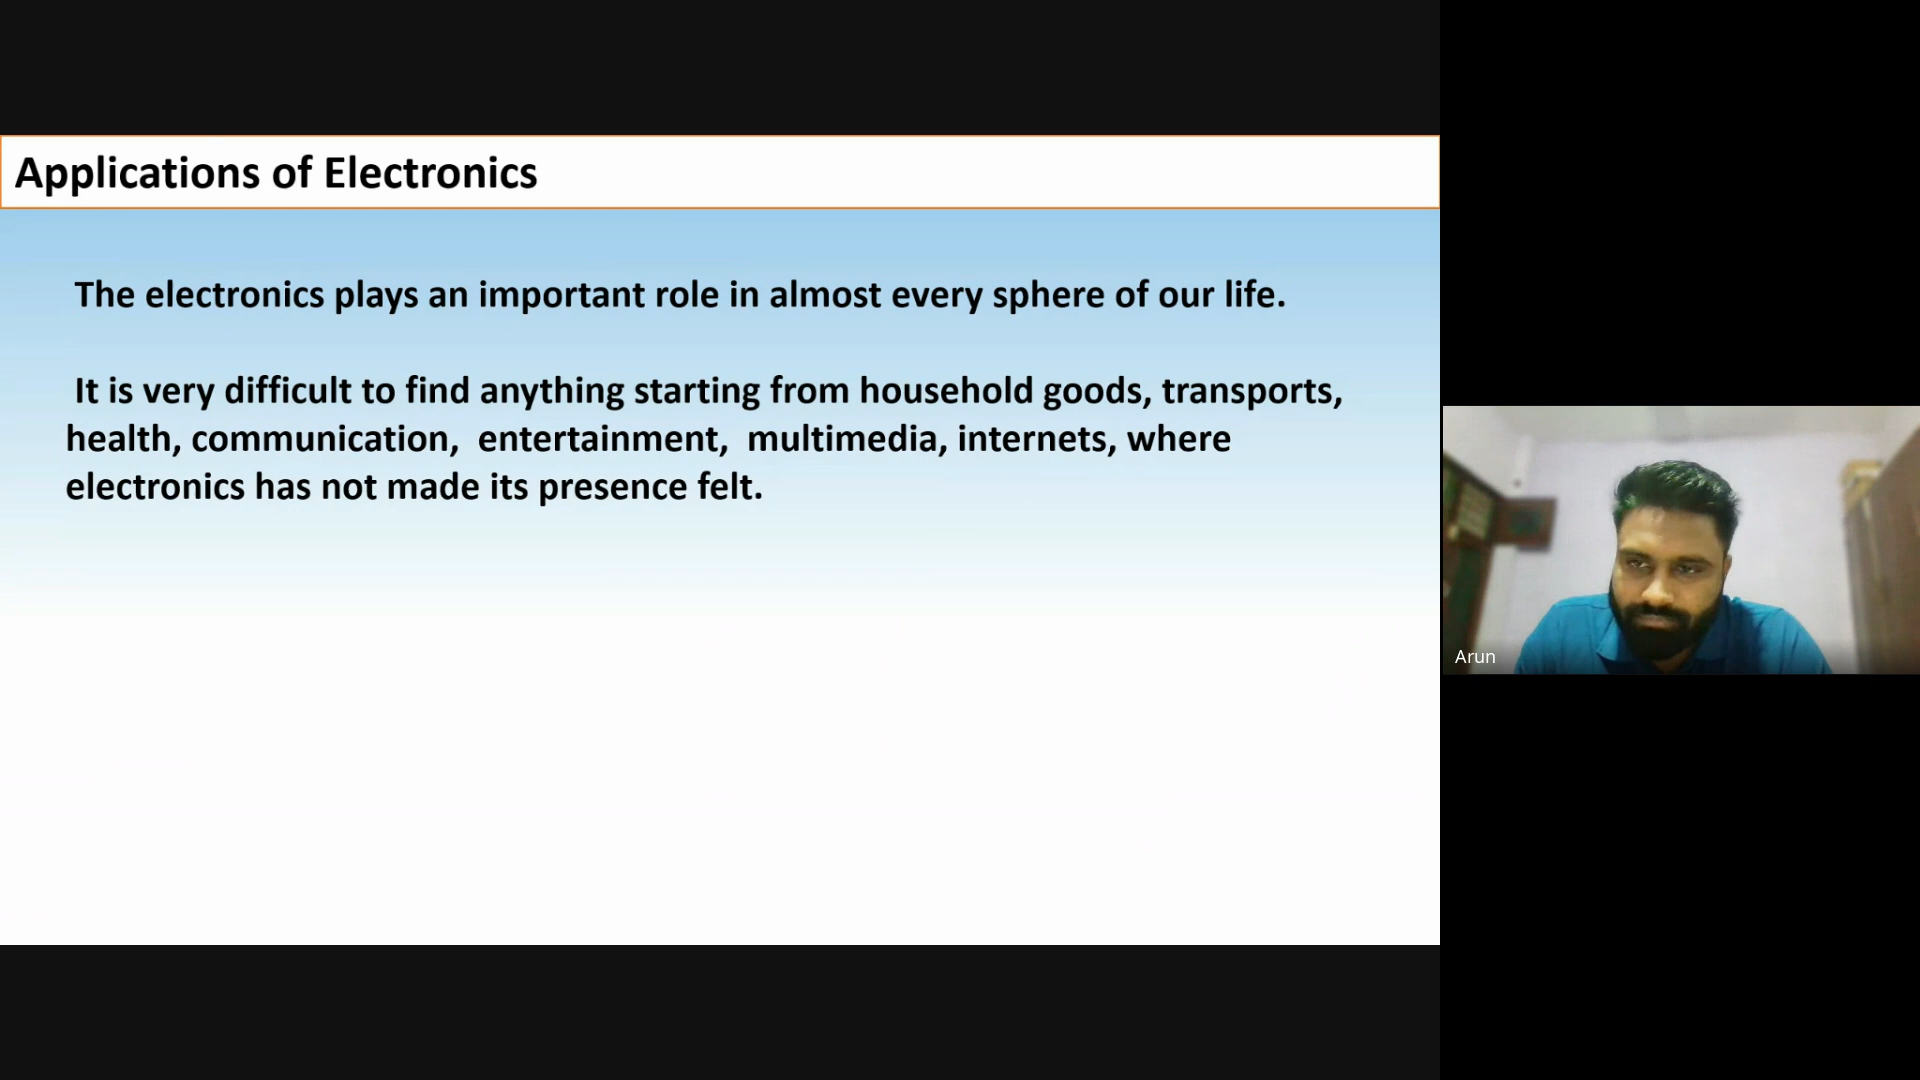 Applications of Electronics
The electronics plays an important role in almost every sphere of our life.
It is very difficult to find anything starting from household goods, transports,
health, communication,  entertainment,  multimedia, internets, where
electronics has not made its presence felt.
Arun